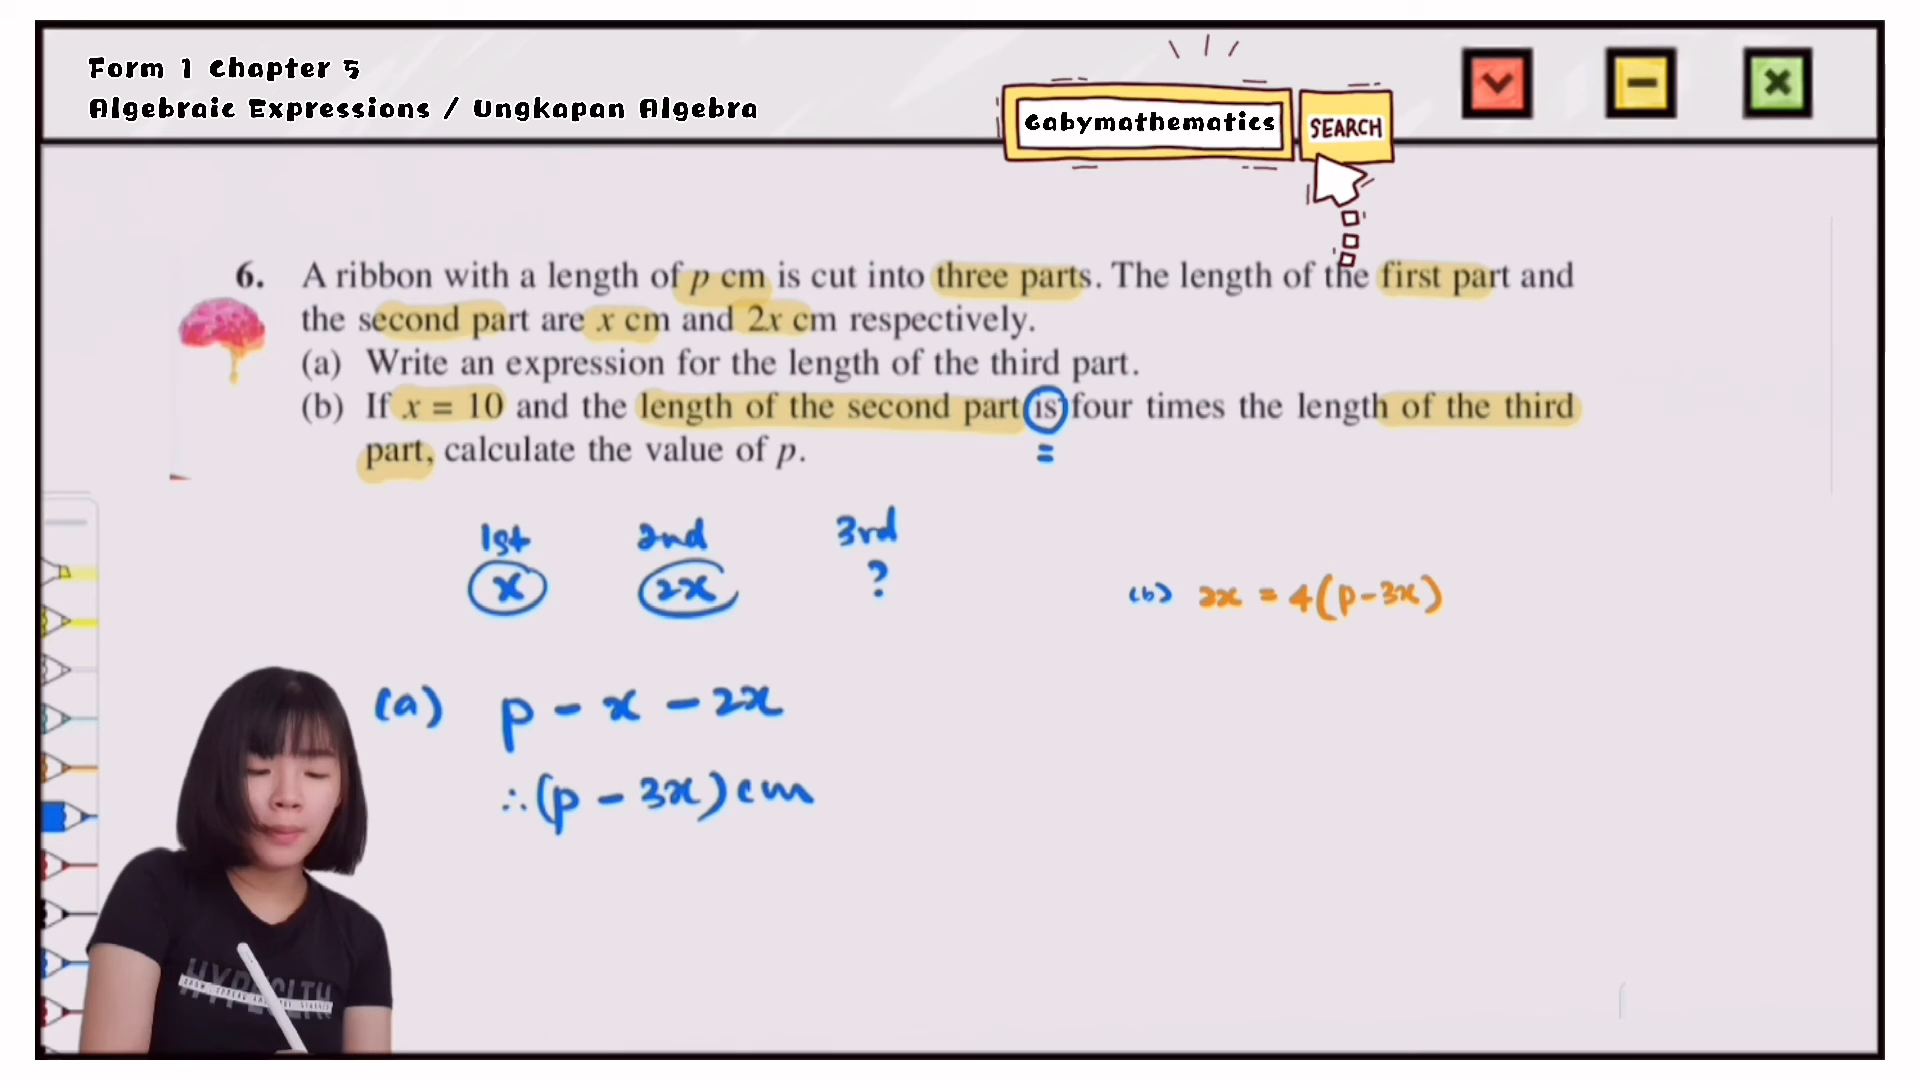 Form 1 Chapter 5
Algebraic Expressions / Ungkapan Algebra
Gabymathematics
SEARCH
6. A ribbon with a length of p cm is cut into three parts. The length of the first part and
the second part are x cm and 2x cm respectively.
(a) Write an expression for the length of the third part.
(b) If x = 10 and the length of the second part is four times the length of the third
part, calculate the value of p.
=
1st 2nd 3rd
x 2x ?
(b) 2x = 4(p-3x)
(a) p - x - 2x
∴ (p - 3x) cm